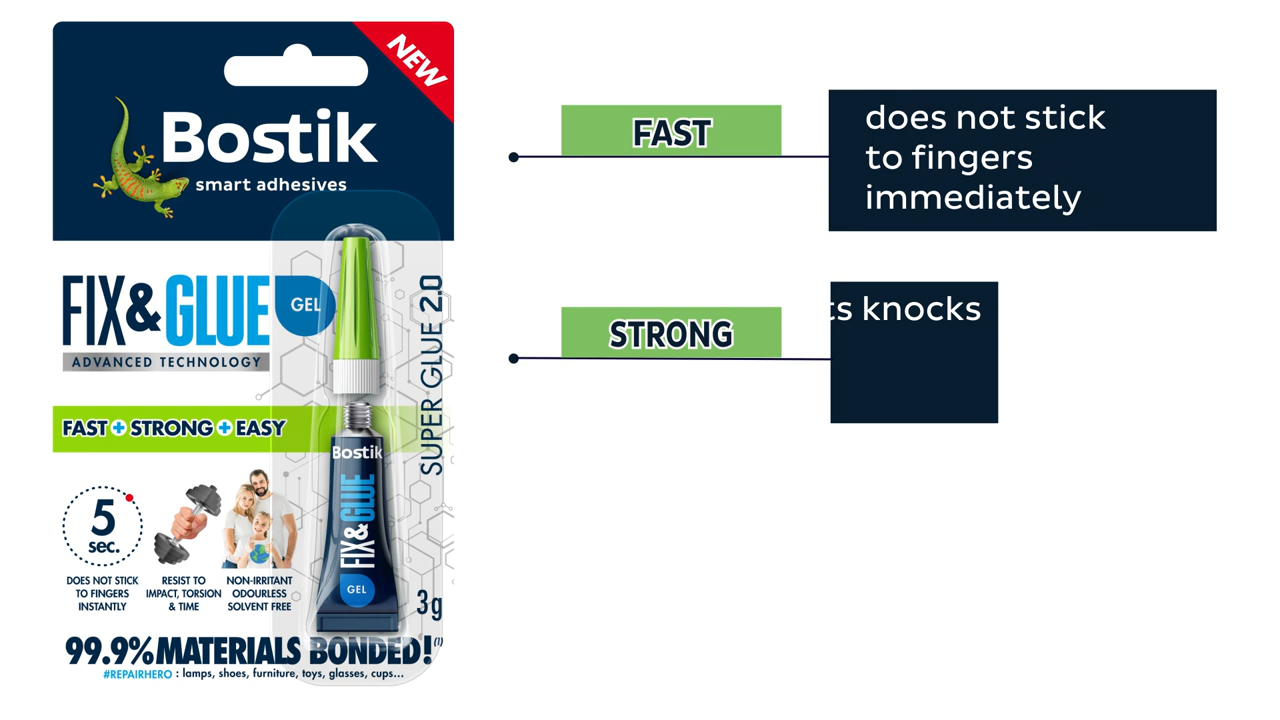 NEW
Bostik
smart adhesives
FIX&GLUE
GEL
ADVANCED TECHNOLOGY
SUPER GLUE 2.0
FAST + STRONG + EASY
Bostik
FIX&GLUE
GEL
5
sec.
DOES NOT STICK
TO FINGERS
INSTANTLY
RESIST TO
IMPACT, TORSION
& TIME
NON-IRRITANT
ODOURLESS
SOLVENT FREE
3g
99.9% MATERIALS BONDED! (1)
#REPAIRHERO : lamps, shoes, furniture, toys, glasses, cups...
FAST
does not stick
to fingers
immediately
STRONG
knocks